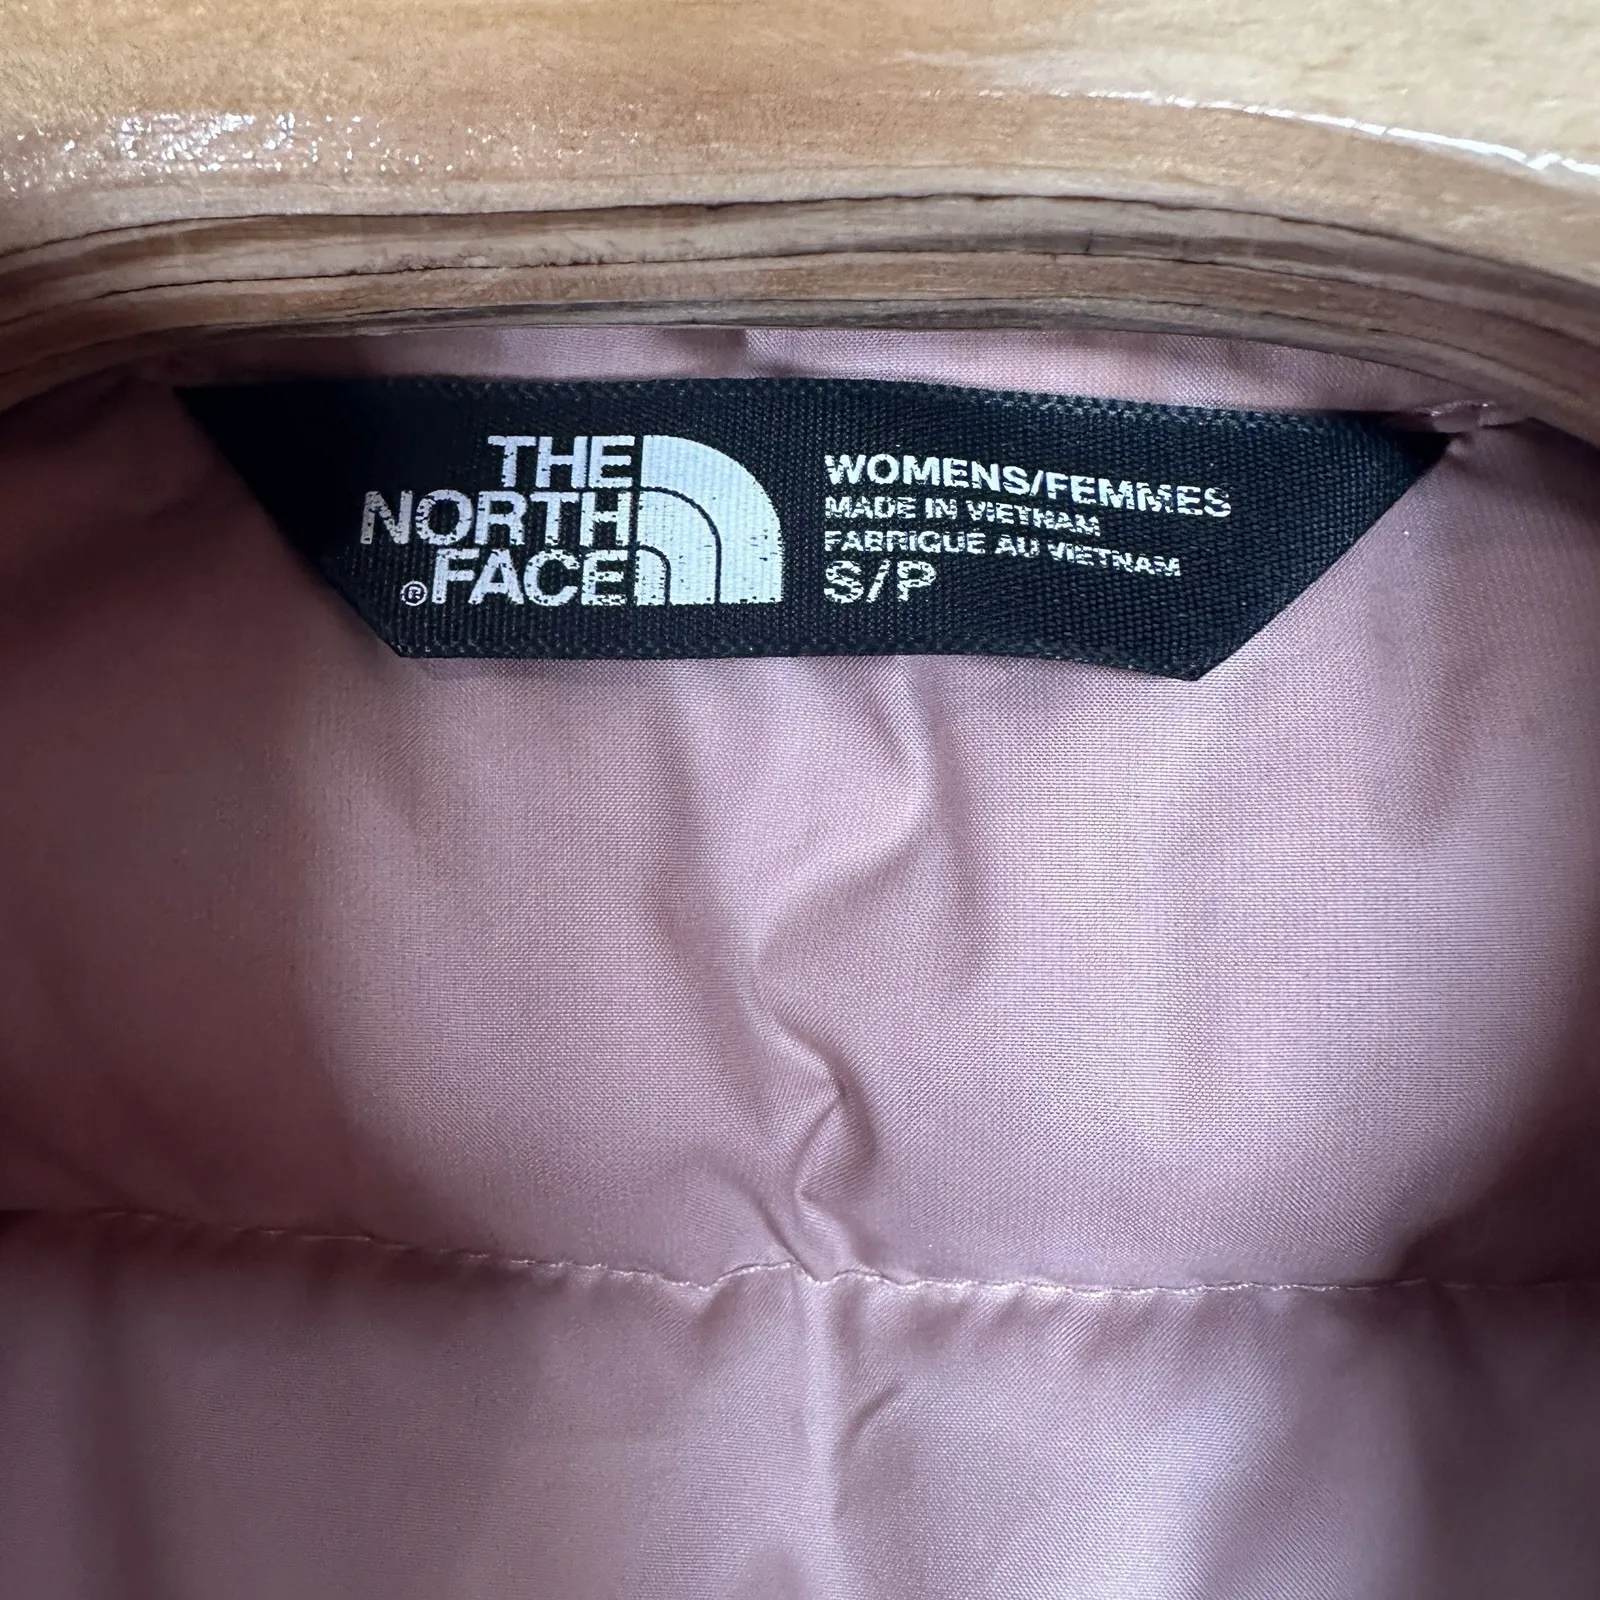 THE
NORTH
®FACE
WOMENS/FEMMES
MADE IN VIETNAM
FABRIQUE AU VIETNAM
S/P